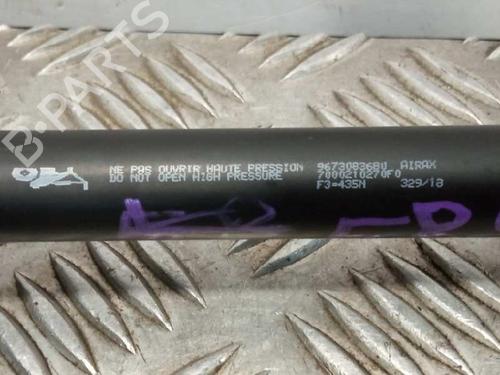 B-PARTS
NE PAS OUVRIR HAUTE PRESSION 9673083680 AIRAX
DO NOT OPEN HIGH PRESSURE 7000210270F0
F3=435N 329/18